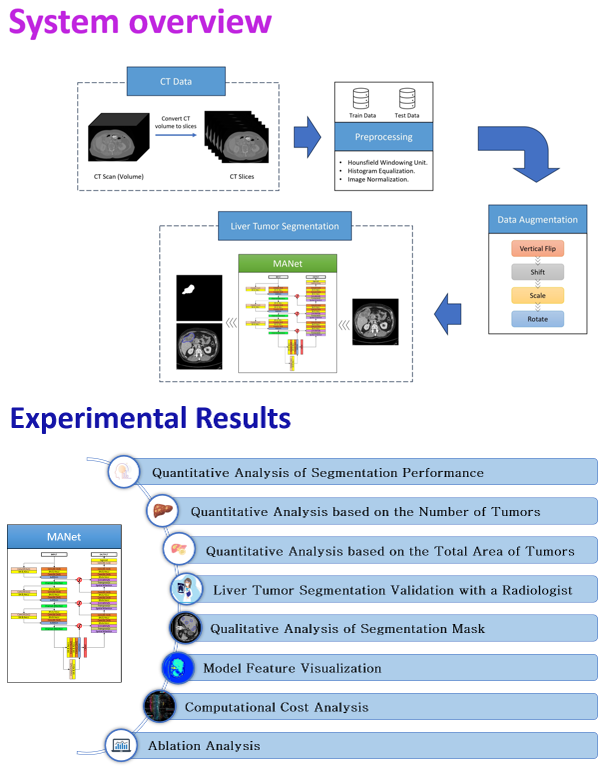 System overview
CT Data
Convert CT
volume to slices
CT Scan (Volume)
CT Slices
Train Data
Test Data
Preprocessing
• Hounsfield Windowing Unit.
• Histogram Equalization.
• Image Normalization.
Data Augmentation
Vertical Flip
Shift
Scale
Rotate
Liver Tumor Segmentation
MANet
Experimental Results
MANet
Quantitative Analysis of Segmentation Performance
Quantitative Analysis based on the Number of Tumors
Quantitative Analysis based on the Total Area of Tumors
Liver Tumor Segmentation Validation with a Radiologist
Qualitative Analysis of Segmentation Mask
Model Feature Visualization
Computational Cost Analysis
Ablation Analysis